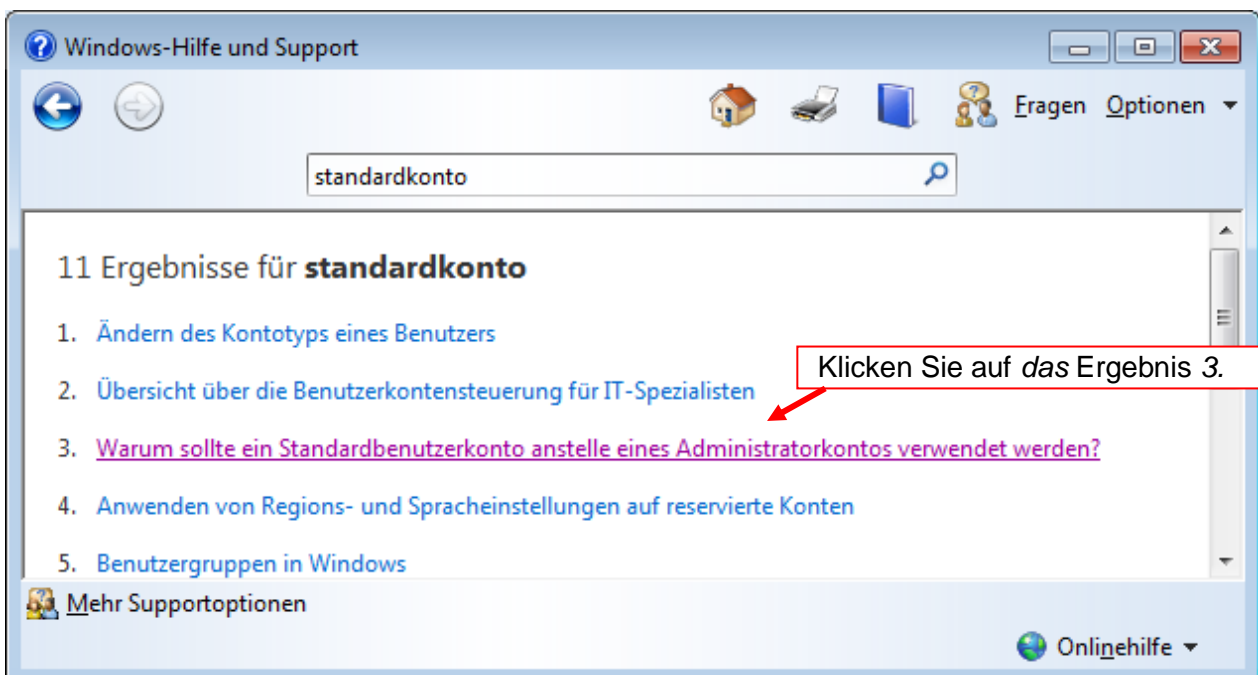 Windows-Hilfe und Support
Fragen Optionen
standardkonto
11 Ergebnisse für standardkonto
1. Ändern des Kontotyps eines Benutzers
Klicken Sie auf das Ergebnis 3.
2. Übersicht über die Benutzerkontensteuerung für IT-Spezialisten
3. Warum sollte ein Standardbenutzerkonto anstelle eines Administratorkontos verwendet werden?
4. Anwenden von Regions- und Spracheinstellungen auf reservierte Konten
5. Benutzergruppen in Windows
Mehr Supportoptionen
Onlinehilfe